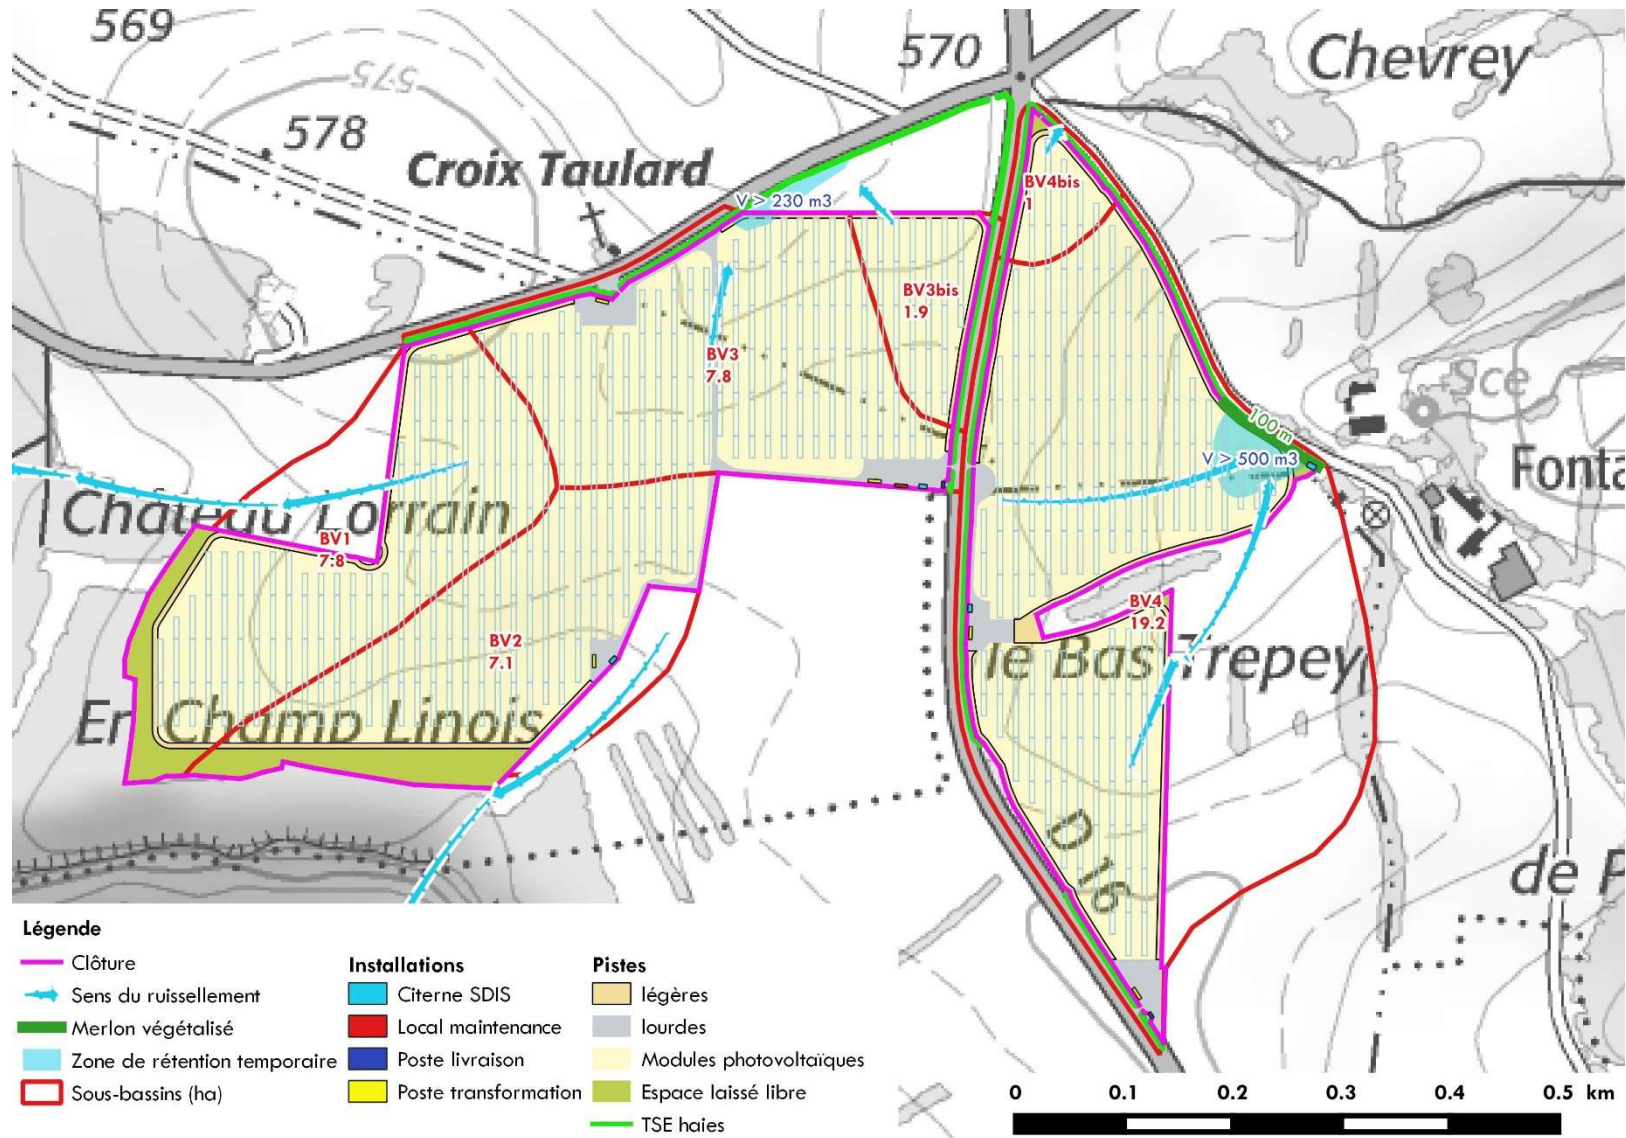 569
570
Chevrey
575
578
Croix Taulard
V > 230 m3
BV4bis
1
BV3bis
1.9
BV3
7.8
Sce
100m
V > 500 m3
Fonta
Château Lorrain
BV1
7.8
BV4
19.2
BV2
7.1
le Bas Trepey
En Champ Linois
D 16
de P
Légende
Clôture
Sens du ruissellement
Merlon végétalisé
Zone de rétention temporaire
Sous-bassins (ha)
Installations
Citerne SDIS
Local maintenance
Poste livraison
Poste transformation
Pistes
légères
lourdes
Modules photovoltaïques
Espace laissé libre
TSE haies
0 0.1 0.2 0.3 0.4 0.5 km